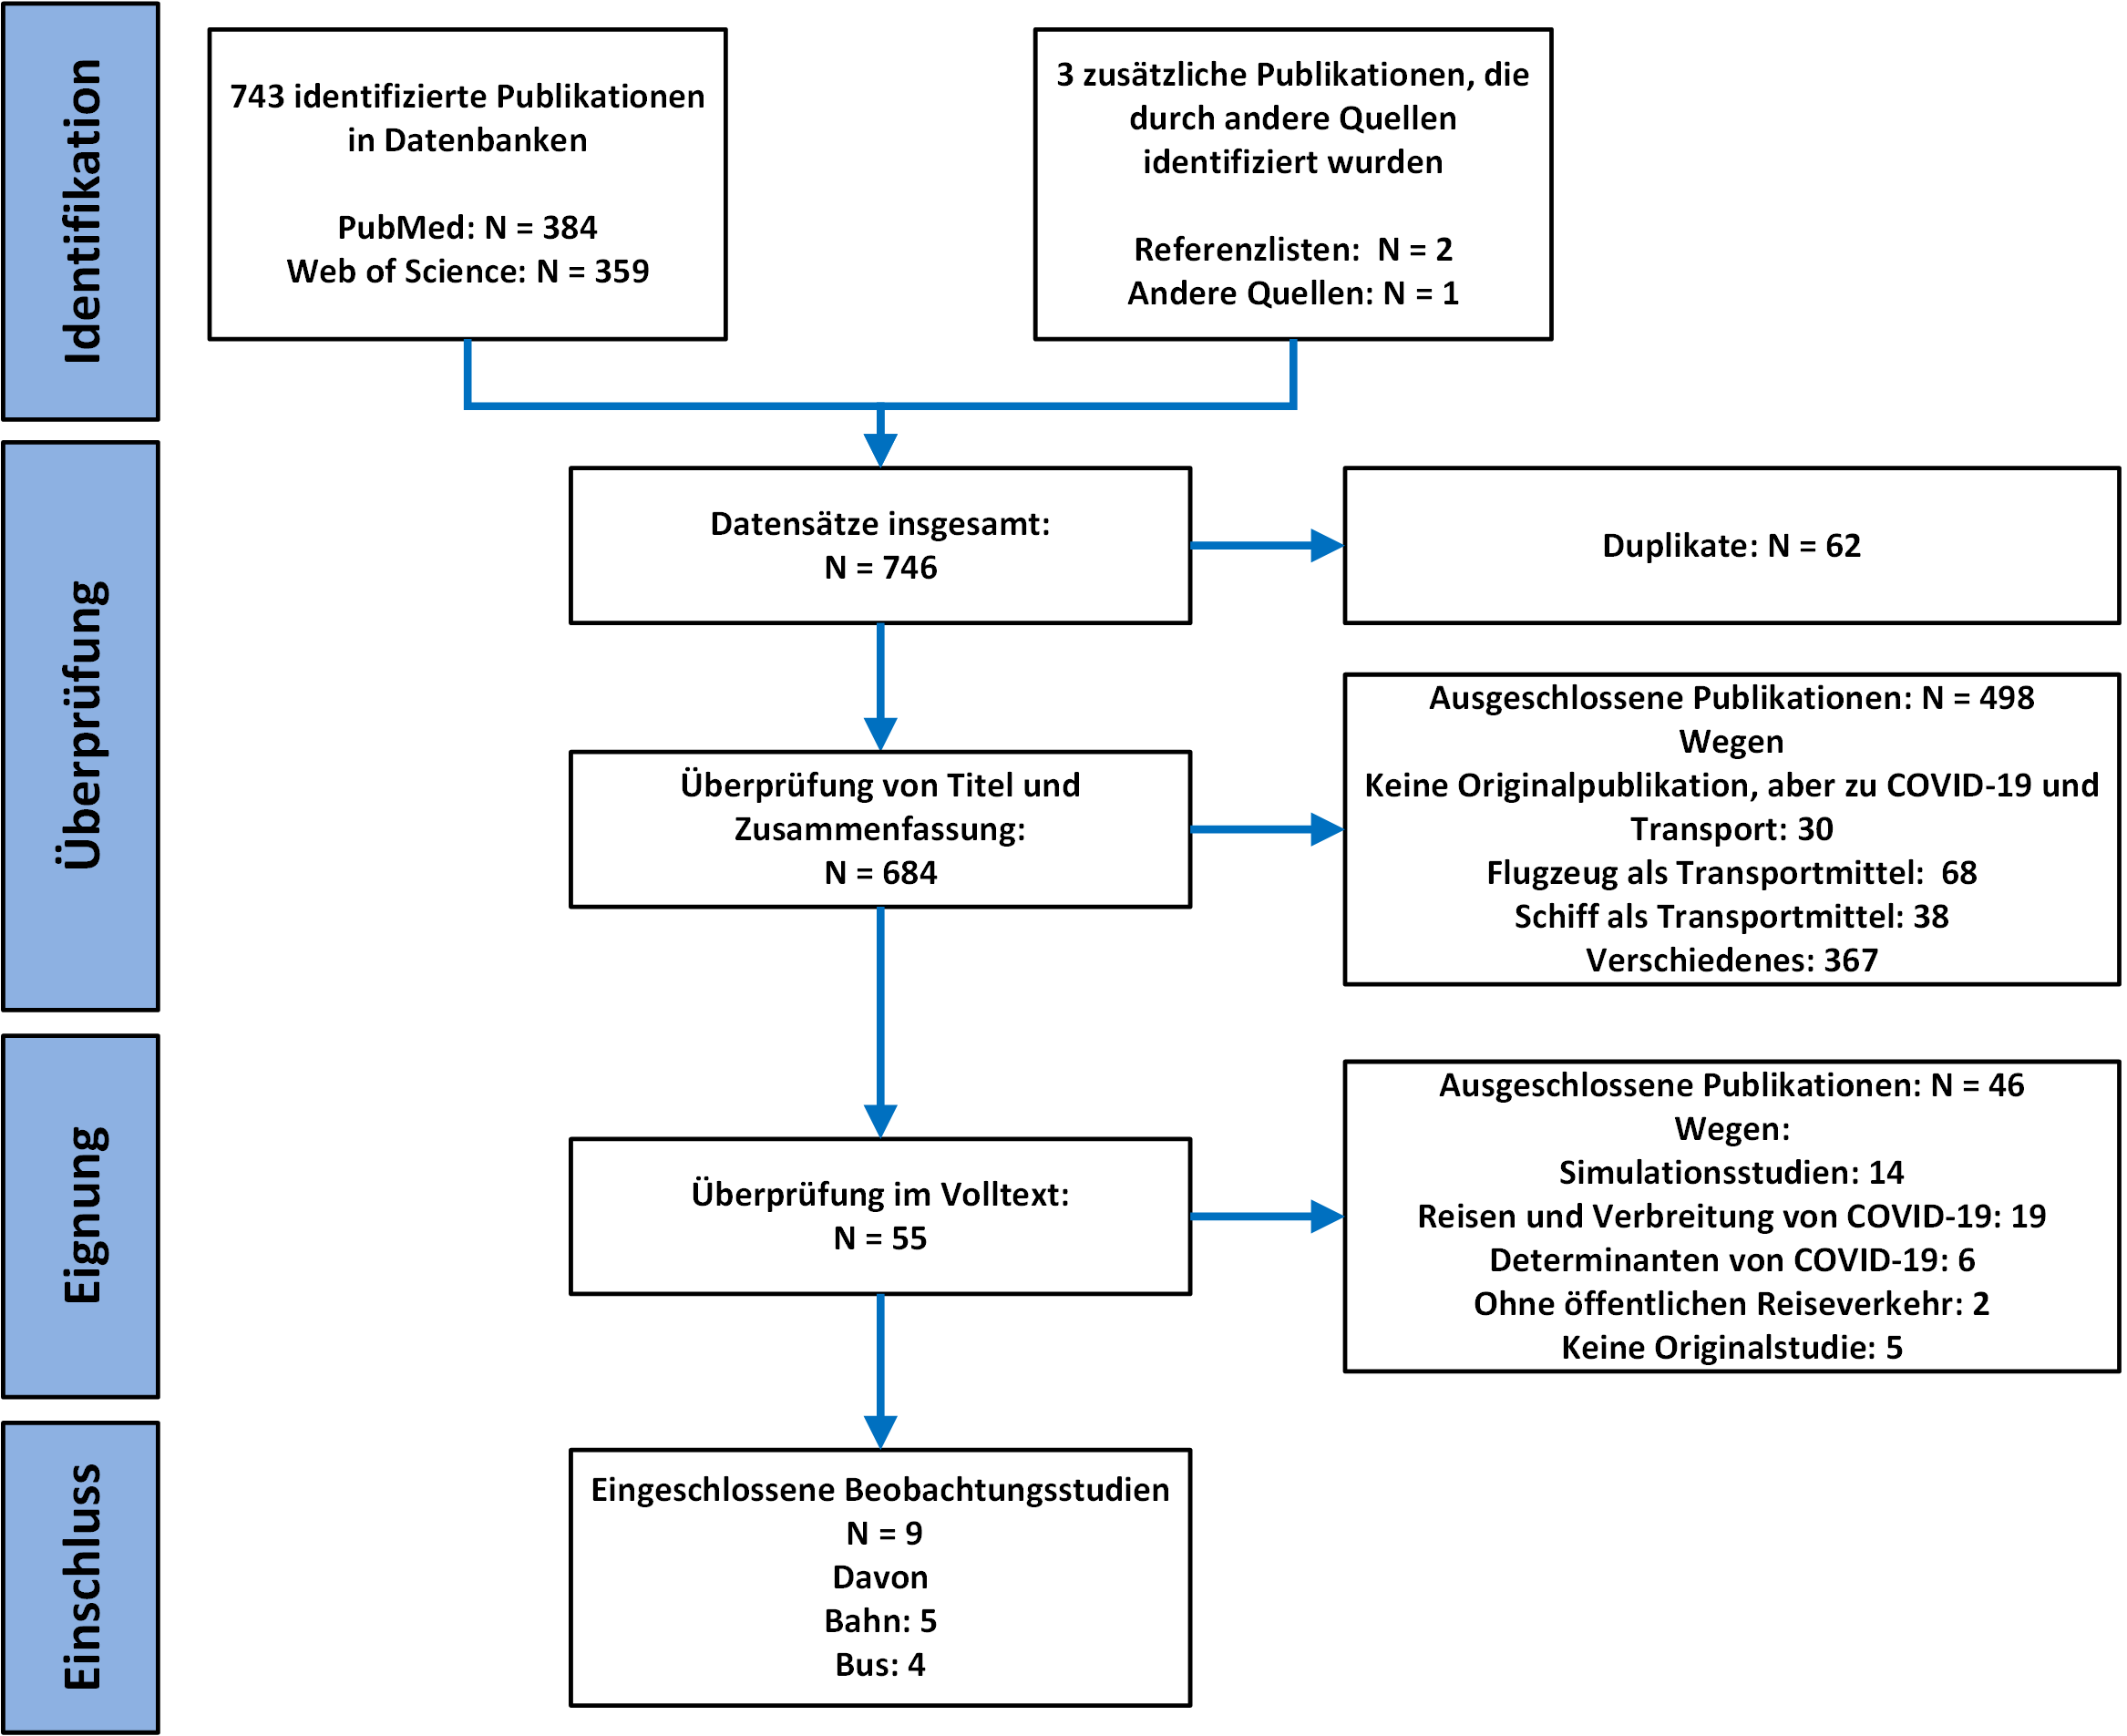 Identifikation
743 identifizierte Publikationen
in Datenbanken
PubMed: N = 384
Web of Science: N = 359
3 zusätzliche Publikationen, die
durch andere Quellen
identifiziert wurden
Referenzlisten: N = 2
Andere Quellen: N = 1
Überprüfung
Datensätze insgesamt:
N = 746
Duplikate: N = 62
Überprüfung von Titel und
Zusammenfassung:
N = 684
Ausgeschlossene Publikationen: N = 498
Wegen
Keine Originalpublikation, aber zu COVID-19 und
Transport: 30
Flugzeug als Transportmittel: 68
Schiff als Transportmittel: 38
Verschiedenes: 367
Eignung
Überprüfung im Volltext:
N = 55
Ausgeschlossene Publikationen: N = 46
Wegen:
Simulationsstudien: 14
Reisen und Verbreitung von COVID-19: 19
Determinanten von COVID-19: 6
Ohne öffentlichen Reiseverkehr: 2
Keine Originalstudie: 5
Einschluss
Eingeschlossene Beobachtungsstudien
N = 9
Davon
Bahn: 5
Bus: 4